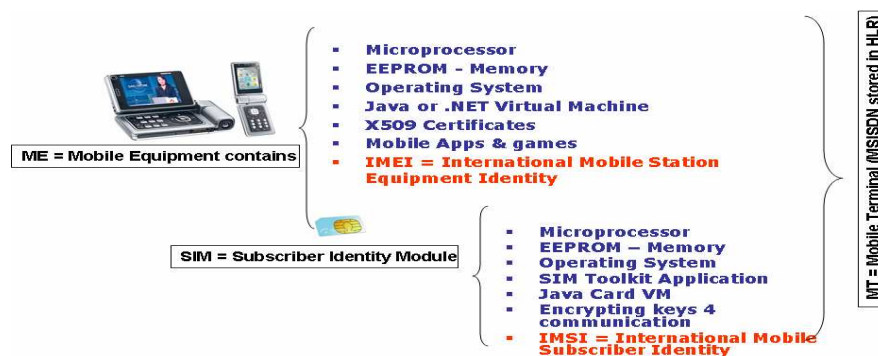 Microprocessor
EEPROM - Memory
Operating System
Java or .NET Virtual Machine
X509 Certificates
Mobile Apps & games
IMEI = International Mobile Station
Equipment Identity
ME = Mobile Equipment contains
SIM = Subscriber Identity Module
Microprocessor
EEPROM – Memory
Operating System
SIM Toolkit Application
Java Card VM
Encrypting keys 4
communication
IMSI = International Mobile
Subscriber Identity
MT = Mobile Terminal (MSISDN stored in HLR)